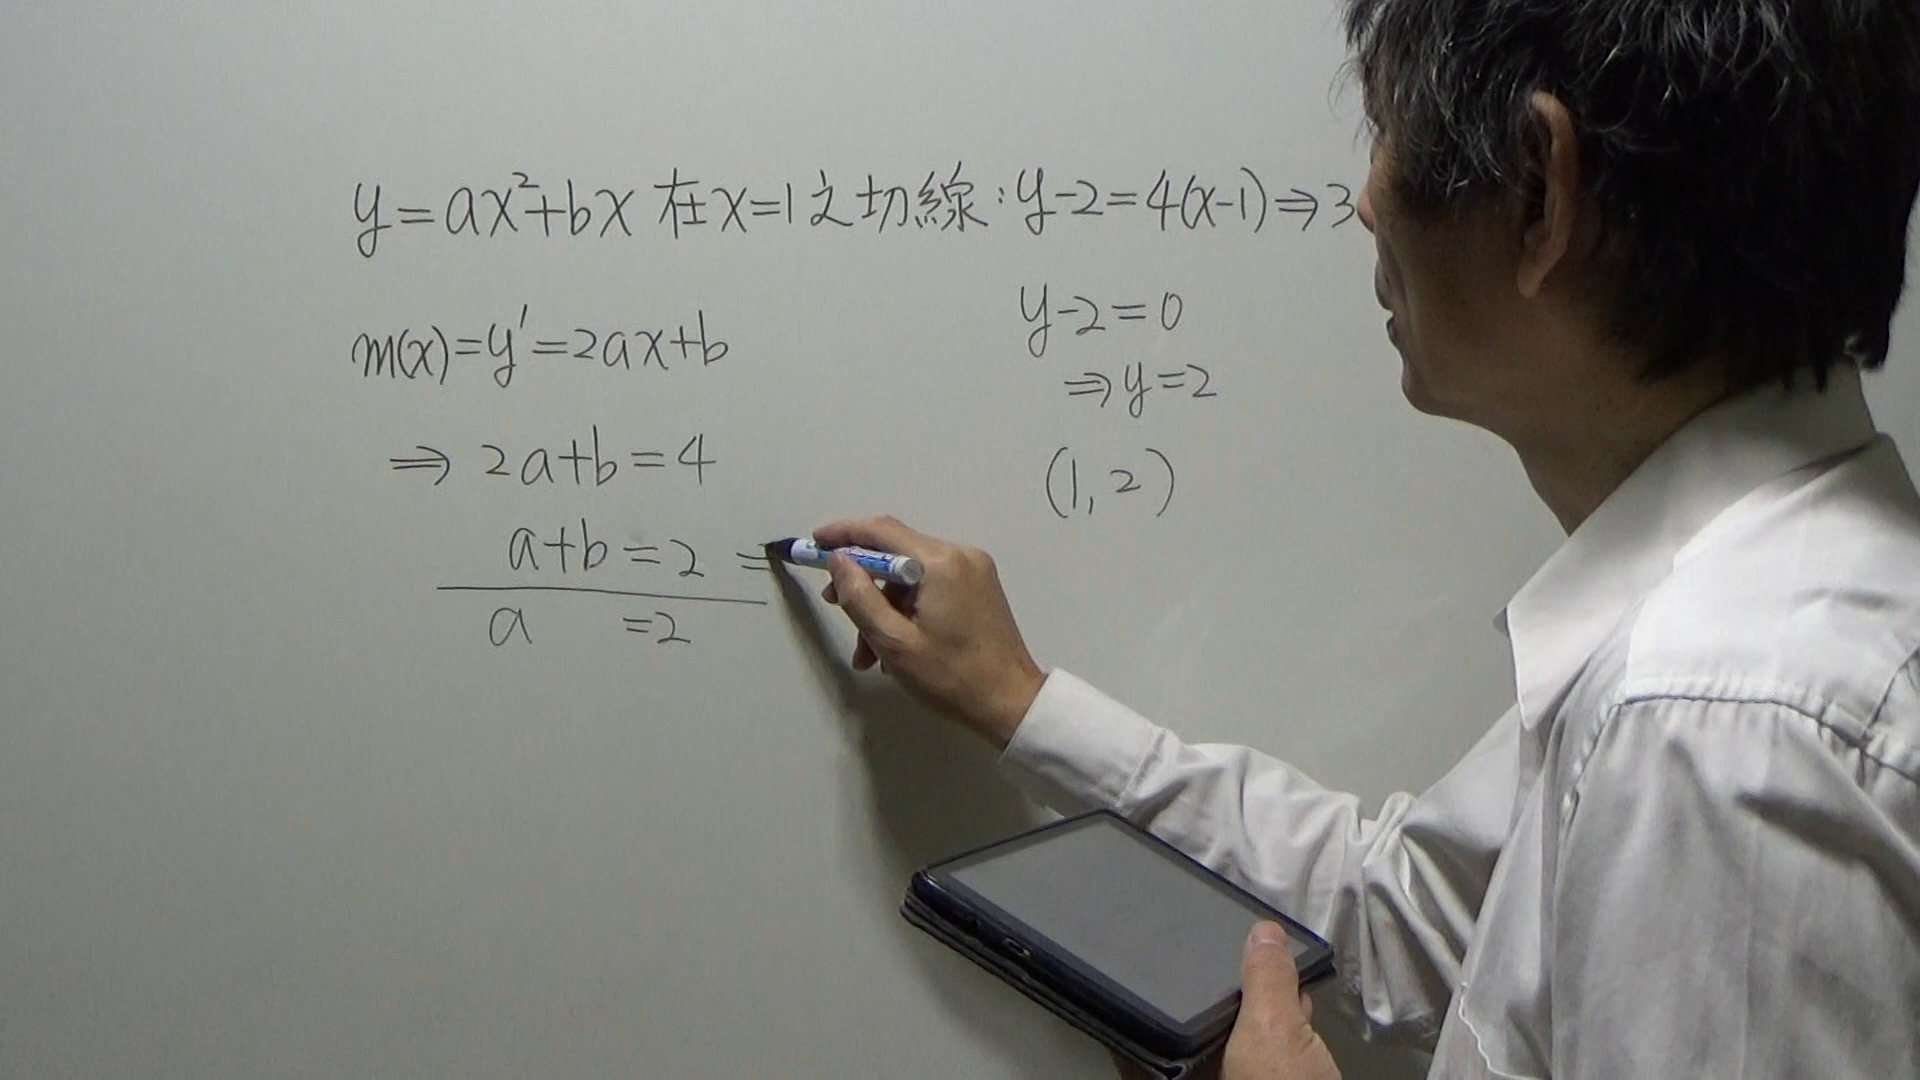 y=ax²+bx 在x=1之切線:y-2=4(x-1)⇒3
m(x)=y'=2ax+b
⇒ 2a+b=4
a+b=2 =
a =2
y-2=0
⇒y=2
(1,2)